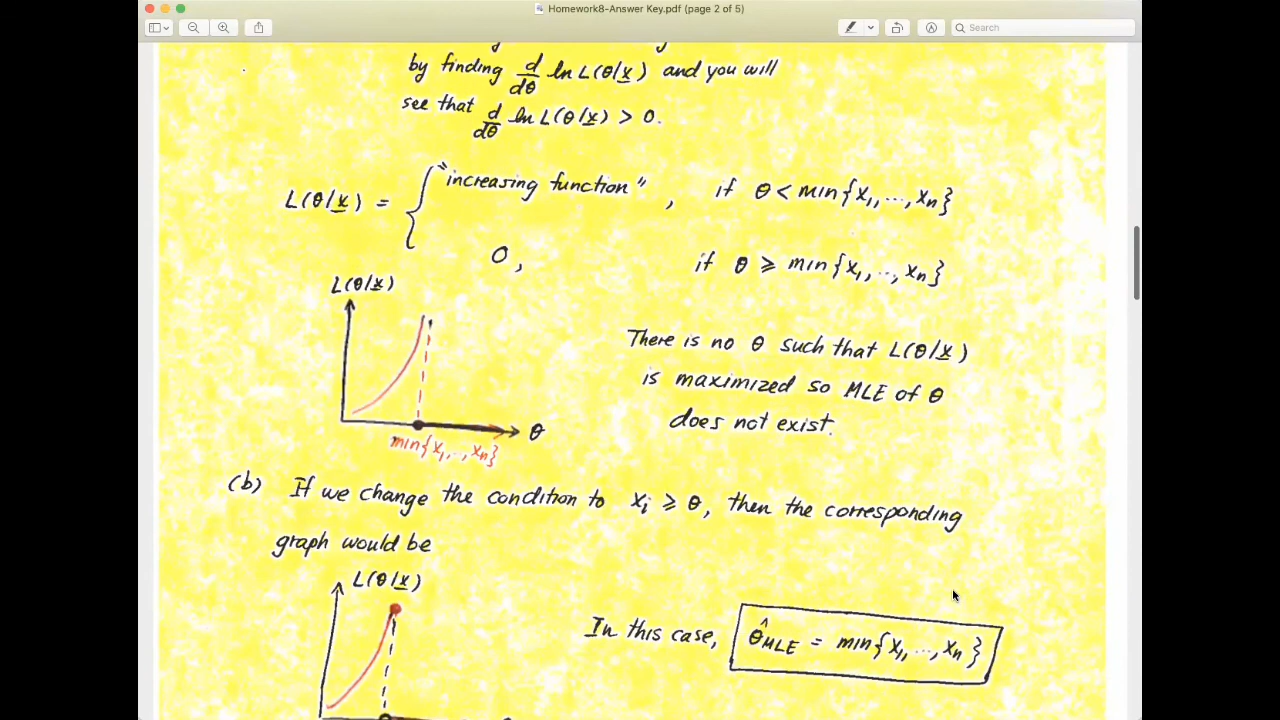 Homework8-Answer Key.pdf (page 2 of 5)
Search
by finding d/dθ ln L(θ|x) and you will
see that d/dθ ln L(θ|x) > 0.
L(θ|x) = { "increasing function" , if θ < min{x₁,...,xₙ}
0, if θ ⩾ min{x₁,...,xₙ}
L(θ|x)
θ
min{x₁,...,xₙ}
There is no θ such that L(θ|x)
is maximized so MLE of θ
does not exist.
(b) If we change the condition to xᵢ ⩾ θ, then the corresponding
graph would be
L(θ|x)
In this case, θ̂MLE = min{x₁,...,xₙ}